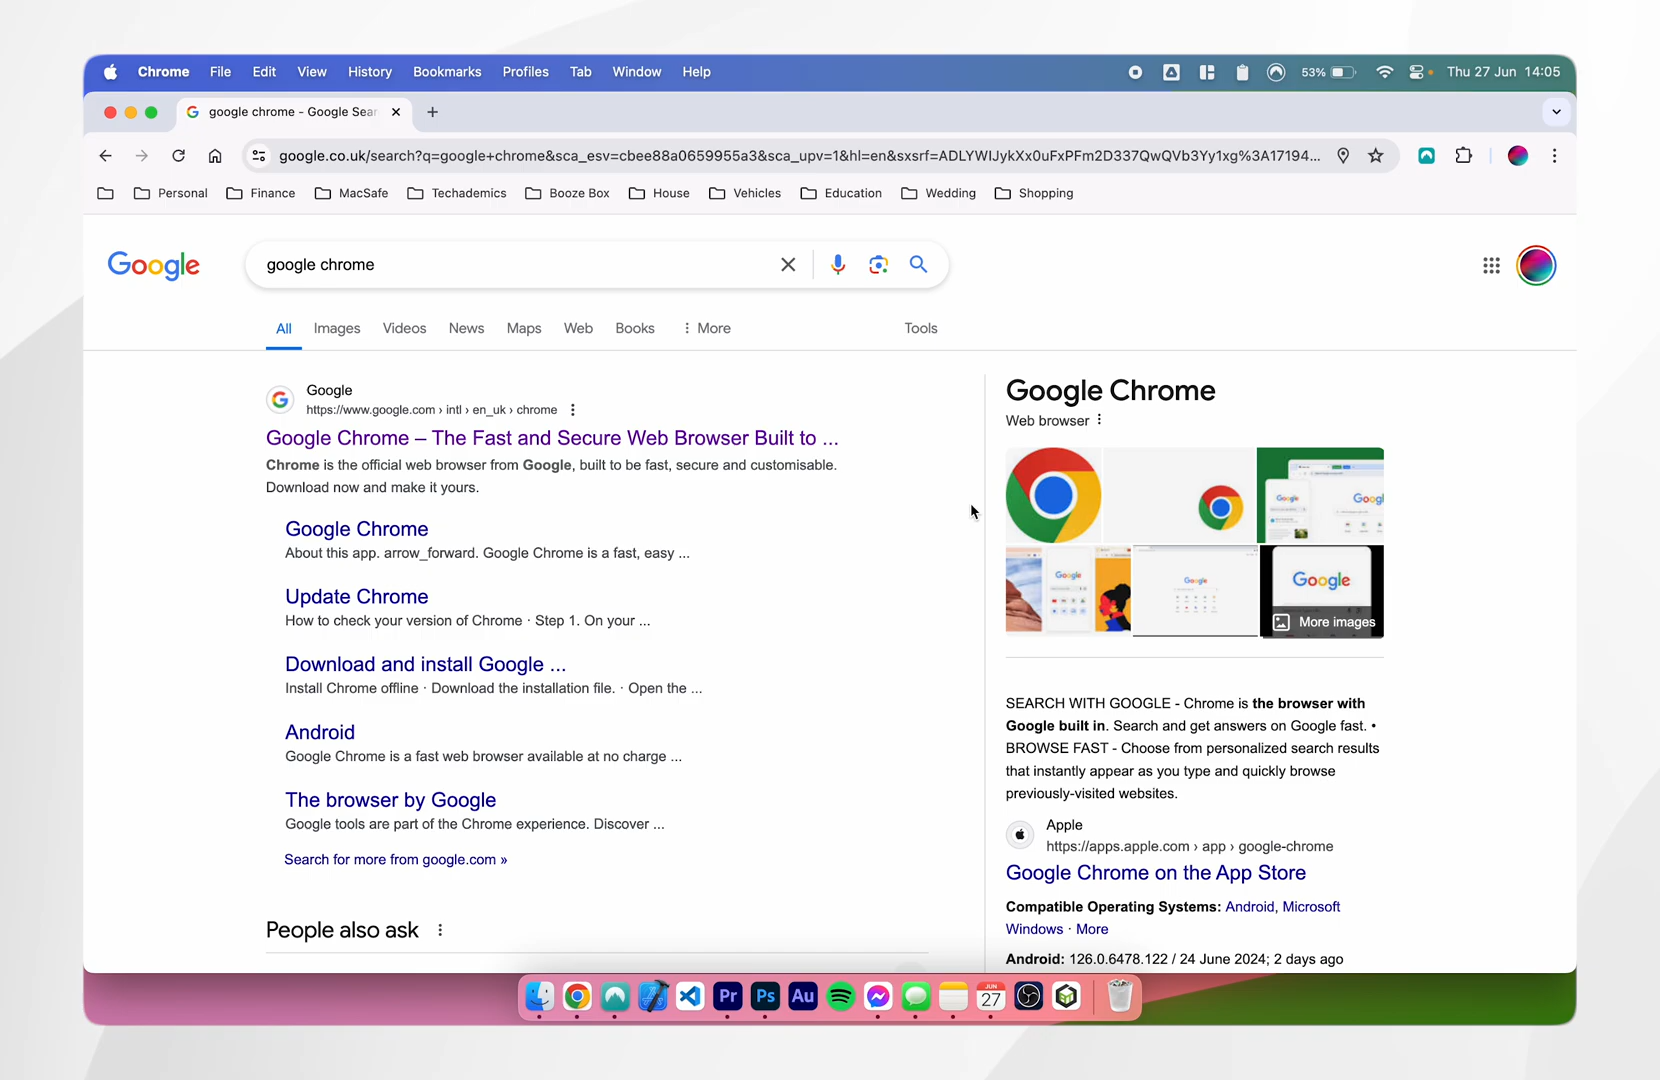 Chrome File Edit View History Bookmarks Profiles Tab Window Help 53% Thu 27 Jun 14:05
google chrome - Google Sear
google.co.uk/search?q=google+chrome&sca_esv=cbee88a0659955a3&sca_upv=1&hl=en&sxsrf=ADLYWIJykXx0uFxPFm2D337QwQVb3Yy1xg%3A17194...
Personal Finance MacSafe Techademics Booze Box House Vehicles Education Wedding Shopping
Google google chrome
All Images Videos News Maps Web Books More Tools
Google
https://www.google.com › intl › en_uk › chrome
Google Chrome – The Fast and Secure Web Browser Built to ...
Chrome is the official web browser from Google, built to be fast, secure and customisable.
Download now and make it yours.
Google Chrome
About this app. arrow_forward. Google Chrome is a fast, easy ...
Update Chrome
How to check your version of Chrome · Step 1. On your ...
Download and install Google ...
Install Chrome offline · Download the installation file. · Open the ...
Android
Google Chrome is a fast web browser available at no charge ...
The browser by Google
Google tools are part of the Chrome experience. Discover ...
Search for more from google.com »
People also ask
Google Chrome
Web browser
Google
Google
Google
Google
Google
More images
SEARCH WITH GOOGLE - Chrome is the browser with
Google built in. Search and get answers on Google fast. •
BROWSE FAST - Choose from personalized search results
that instantly appear as you type and quickly browse
previously-visited websites.
Apple
https://apps.apple.com › app › google-chrome
Google Chrome on the App Store
Compatible Operating Systems: Android, Microsoft
Windows · More
Android: 126.0.6478.122 / 24 June 2024; 2 days ago
Pr Ps Au JUN 27